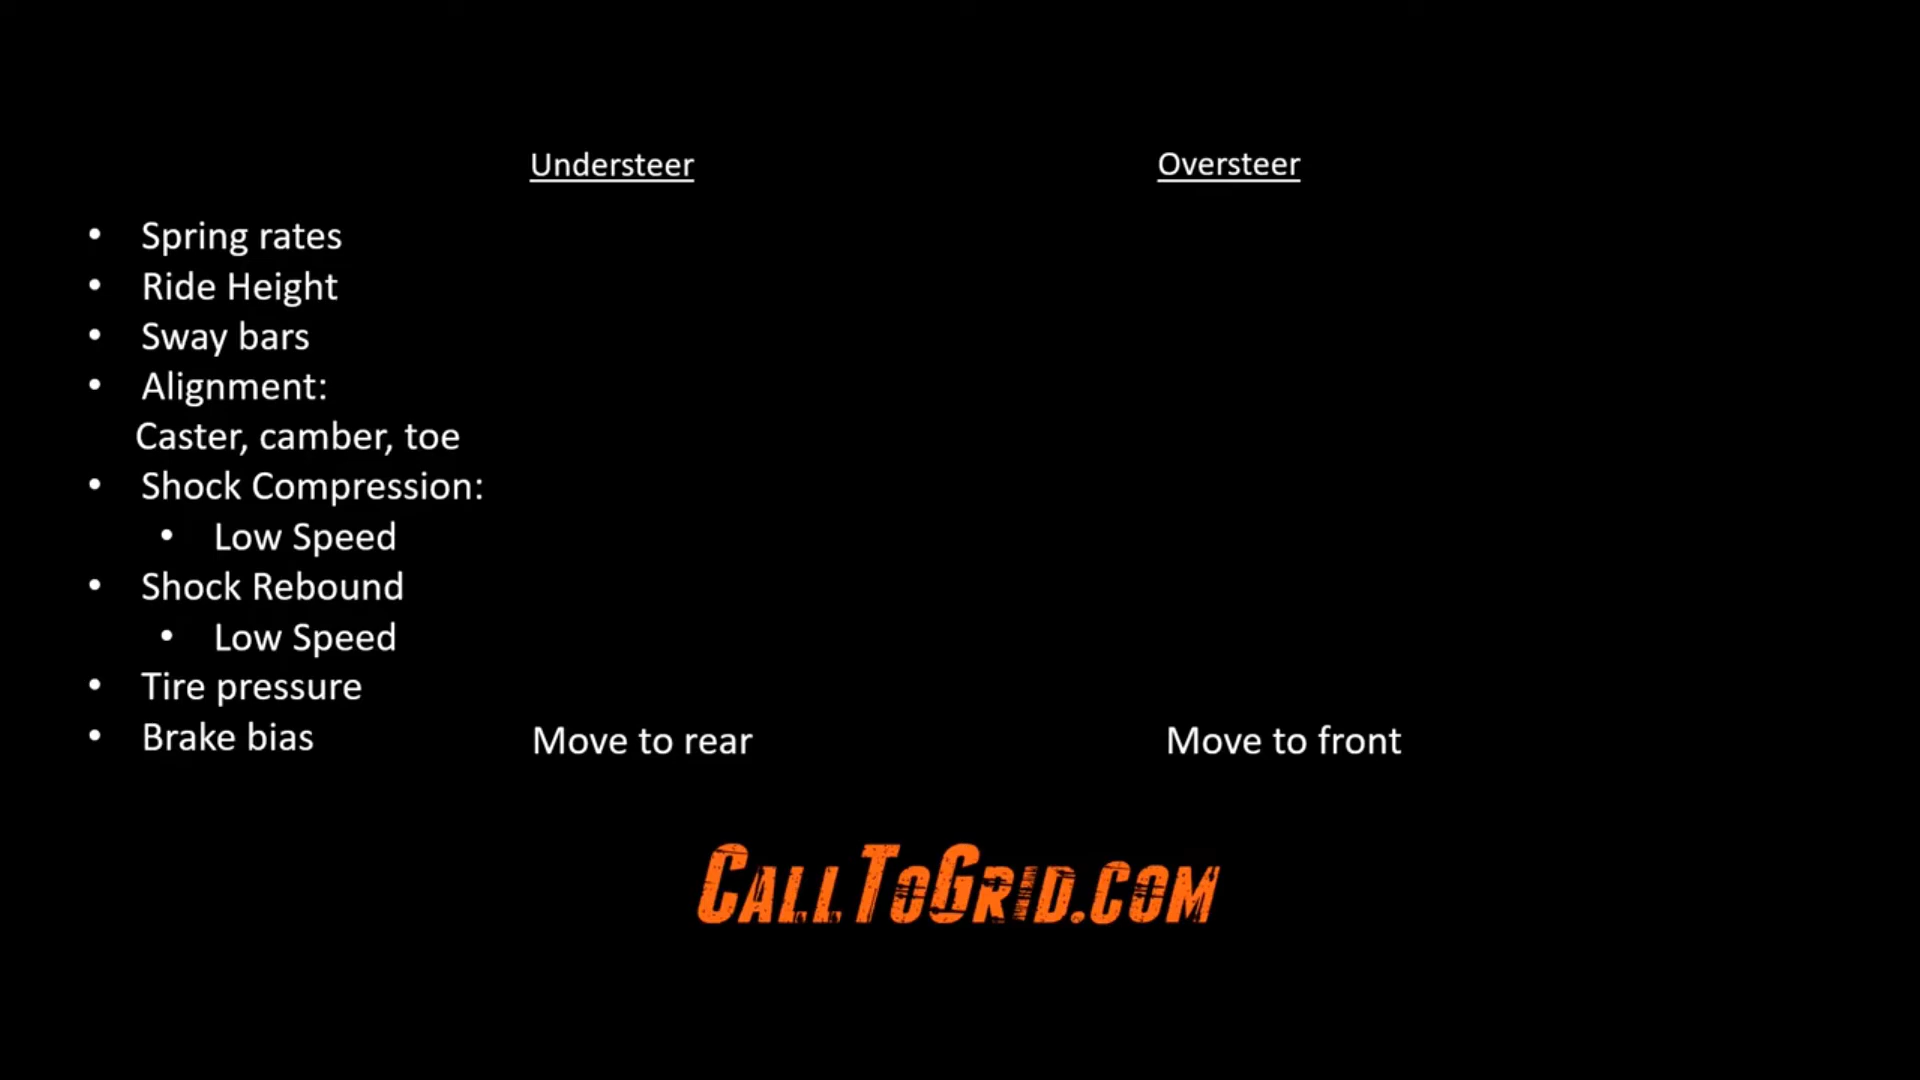 Understeer Oversteer
• Spring rates
• Ride Height
• Sway bars
• Alignment:
Caster, camber, toe
• Shock Compression:
• Low Speed
• Shock Rebound
• Low Speed
• Tire pressure
• Brake bias Move to rear Move to front
CALLTOGRID.COM